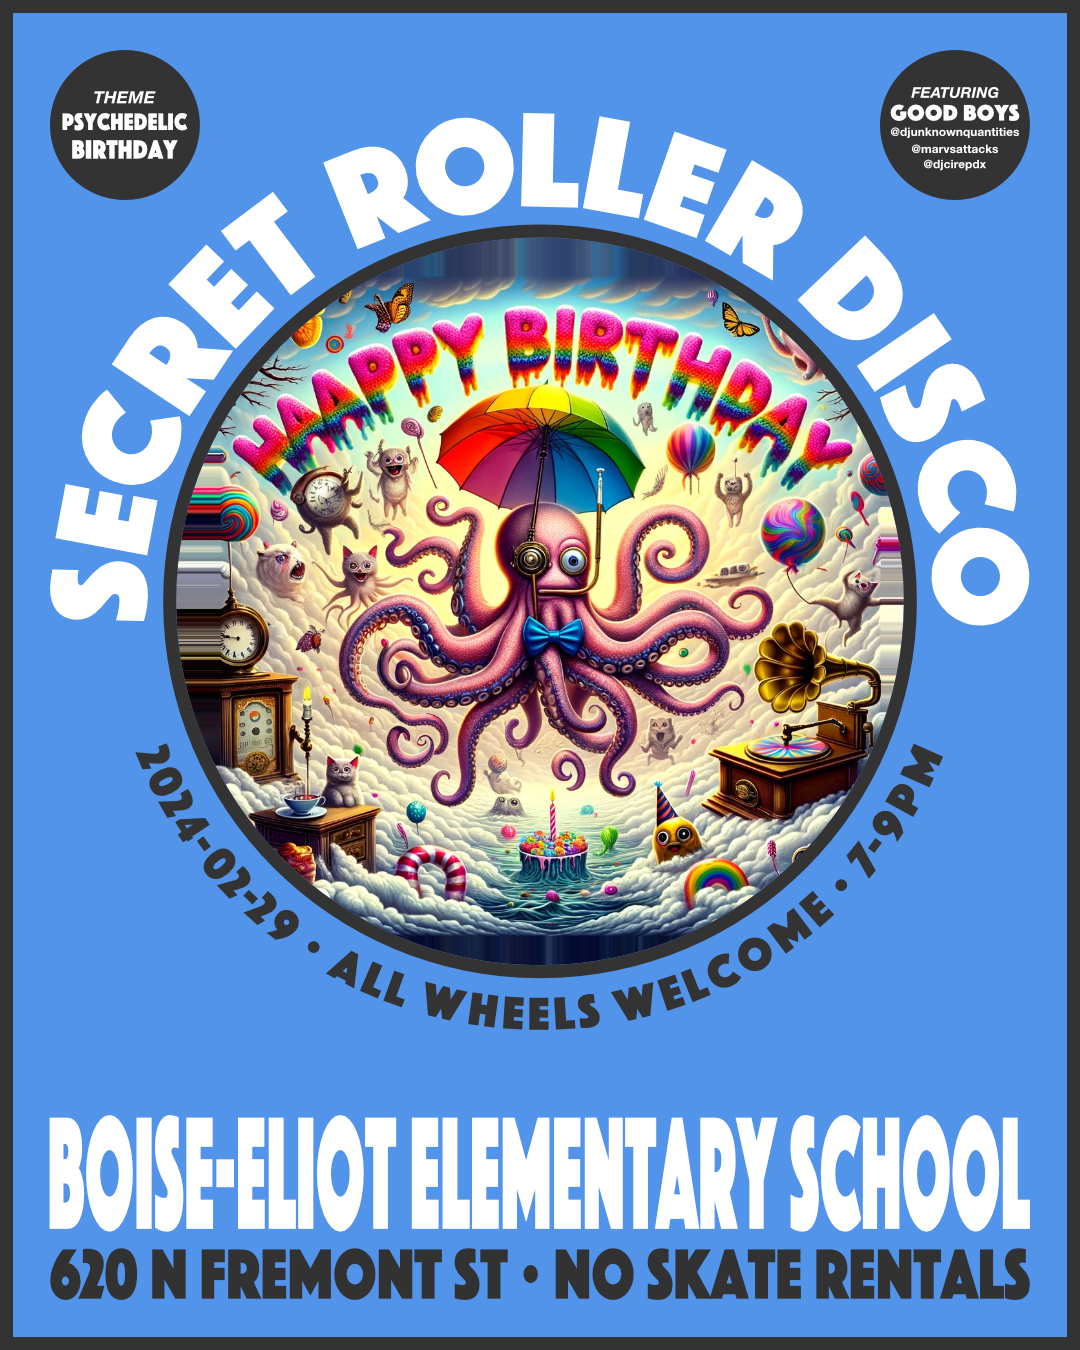 THEME
PSYCHEDELIC
BIRTHDAY
FEATURING
GOOD BOYS
@djunknownquantities
@marvsattacks
@djcirepdx
SECRET ROLLER DISCO
HAAPPY BIRTHDAY
2024-02-29 • ALL WHEELS WELCOME • 7-9PM
BOISE-ELIOT ELEMENTARY SCHOOL
620 N FREMONT ST • NO SKATE RENTALS